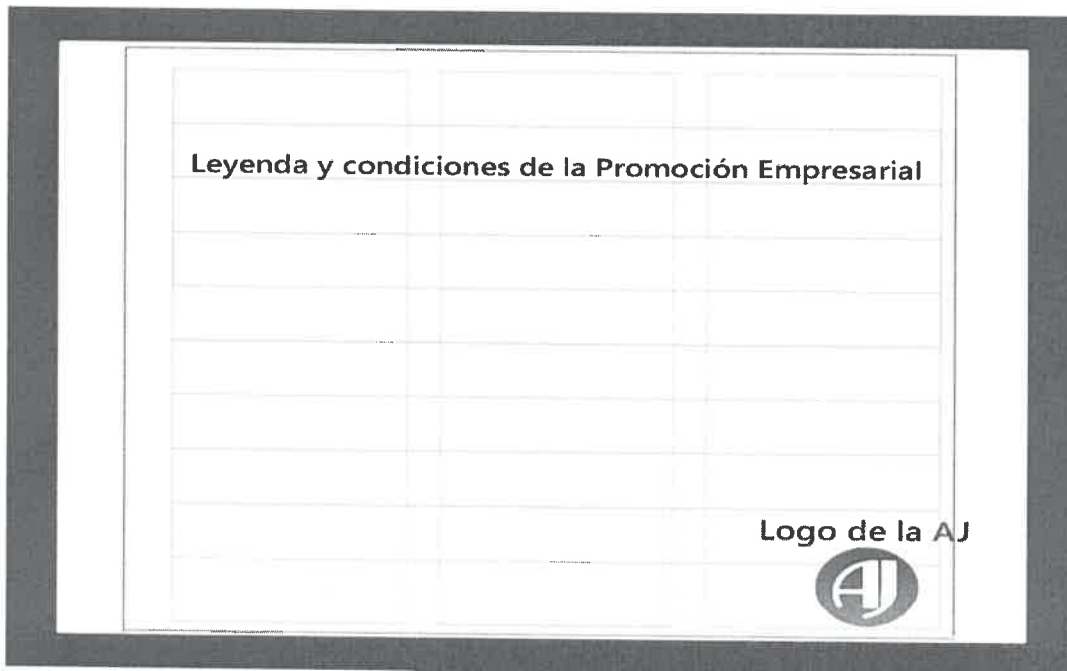 Leyenda y condiciones de la Promoción Empresarial
Logo de la AJ
AJ